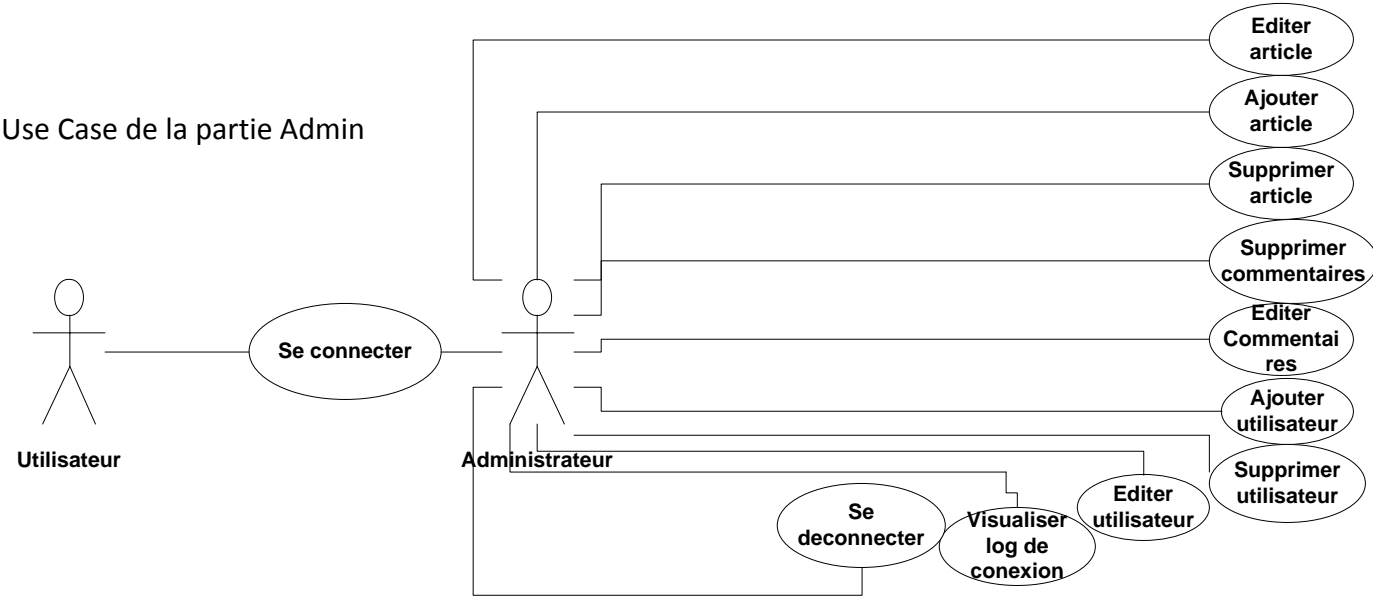 Editer
article
Ajouter
article
Use Case de la partie Admin
Supprimer
article
Supprimer
commentaires
Editer
Commentai
res
Se connecter
Ajouter
utilisateur
Utilisateur
Administrateur
Supprimer
utilisateur
Editer
utilisateur
Se
deconnecter
Visualiser
log de
conexion